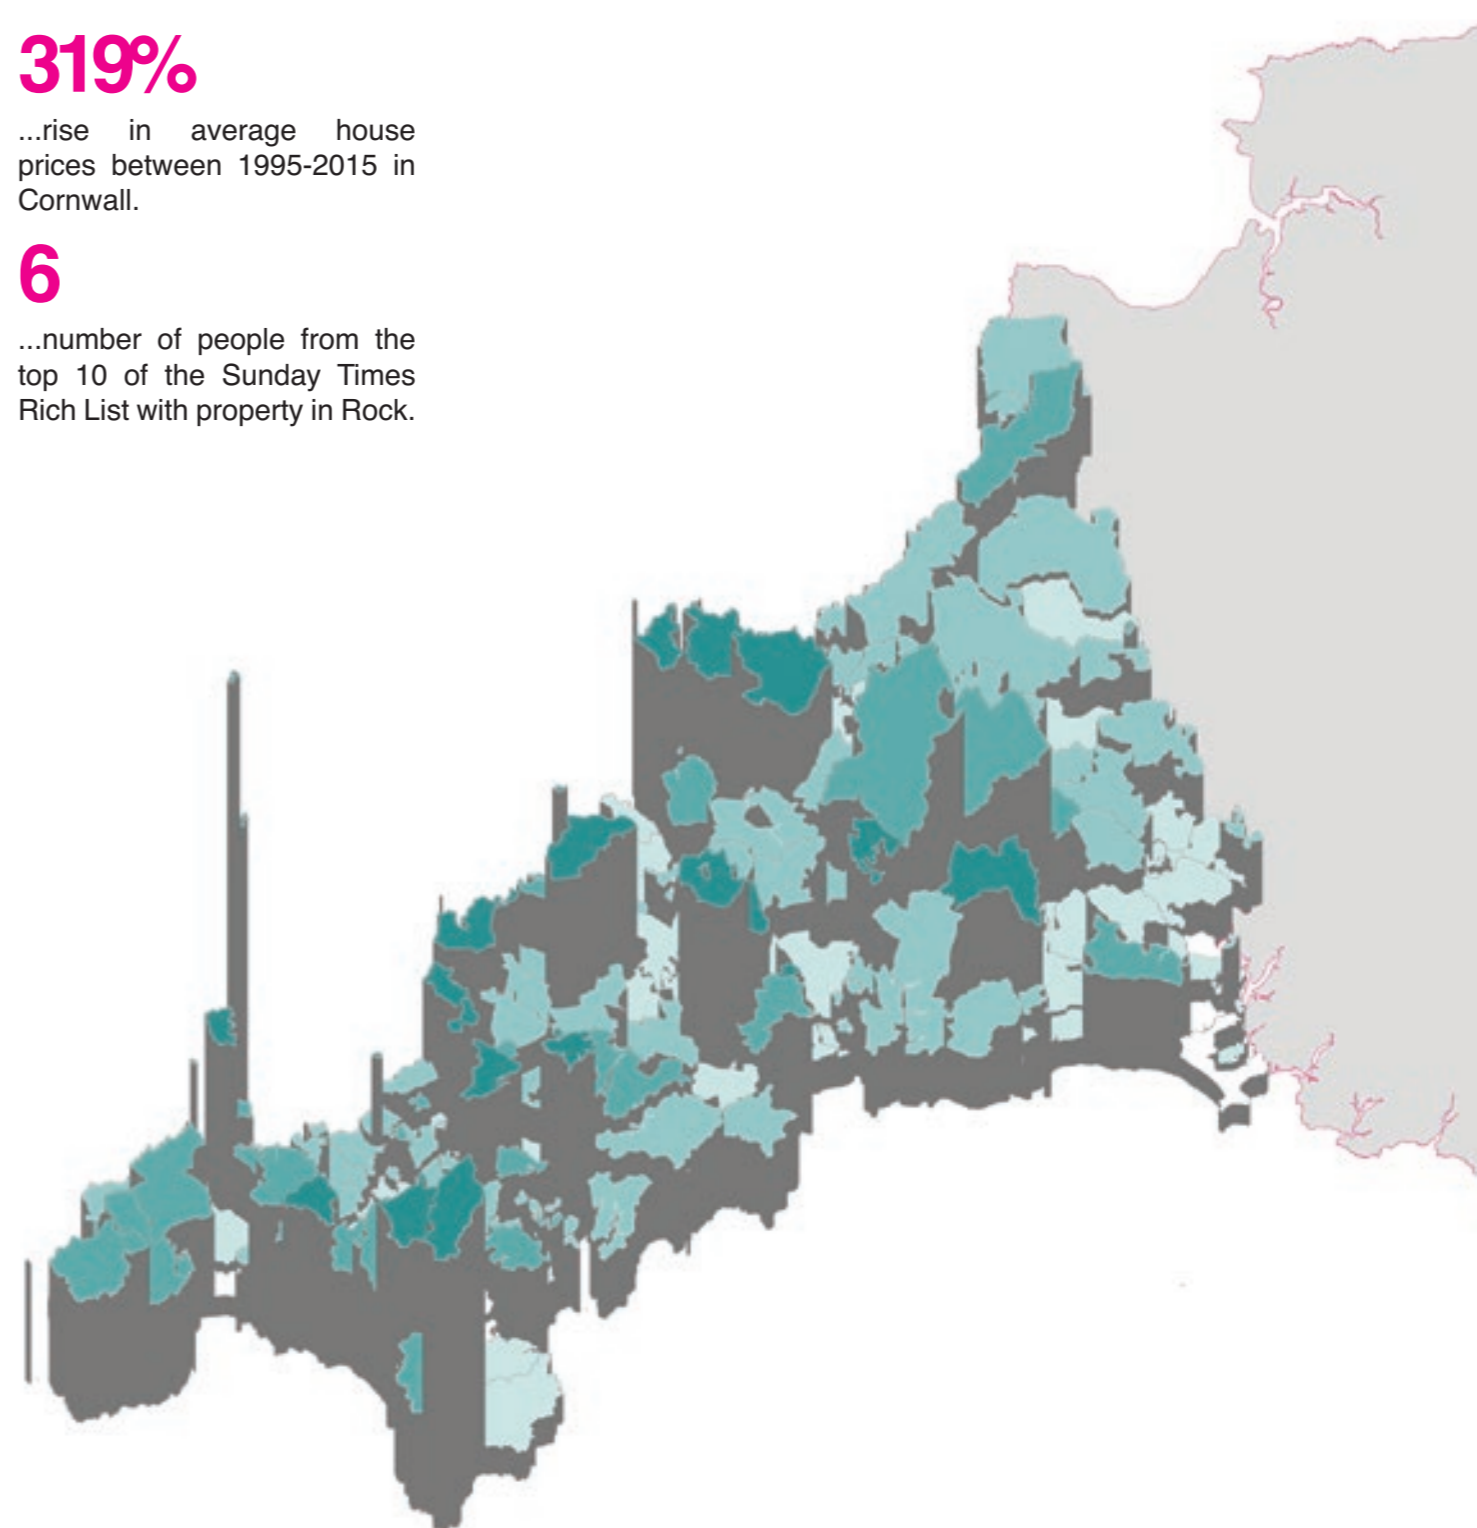 319%
...rise in average house
prices between 1995-2015 in
Cornwall.
6
...number of people from the
top 10 of the Sunday Times
Rich List with property in Rock.